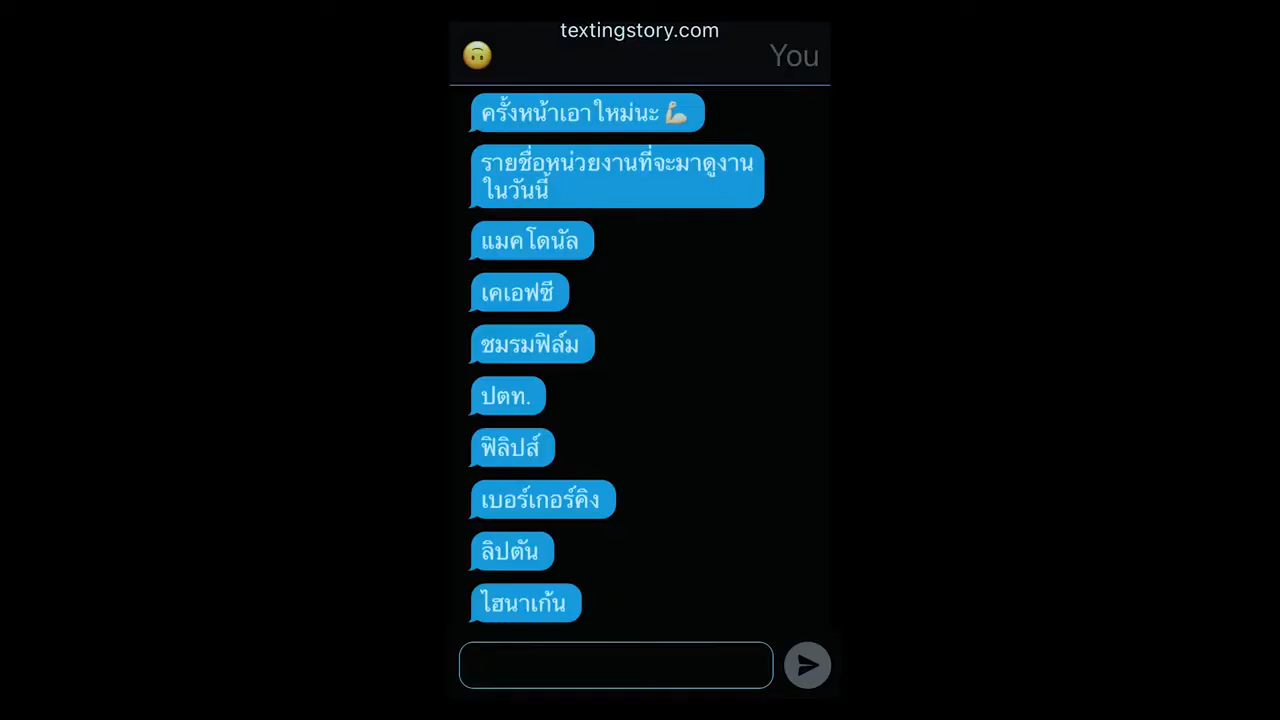 textingstory.com
🙃
You
ครั้งหน้าเอาใหม่นะ 💪🏼
รายชื่อหน่วยงานที่จะมาดูงาน
ในวันนี้
แมคโดนัล
เคเอฟซี
ชมรมฟิล์ม
ปตท.
ฟิลิปส์
เบอร์เกอร์คิง
ลิปตัน
ไฮนาเก้น